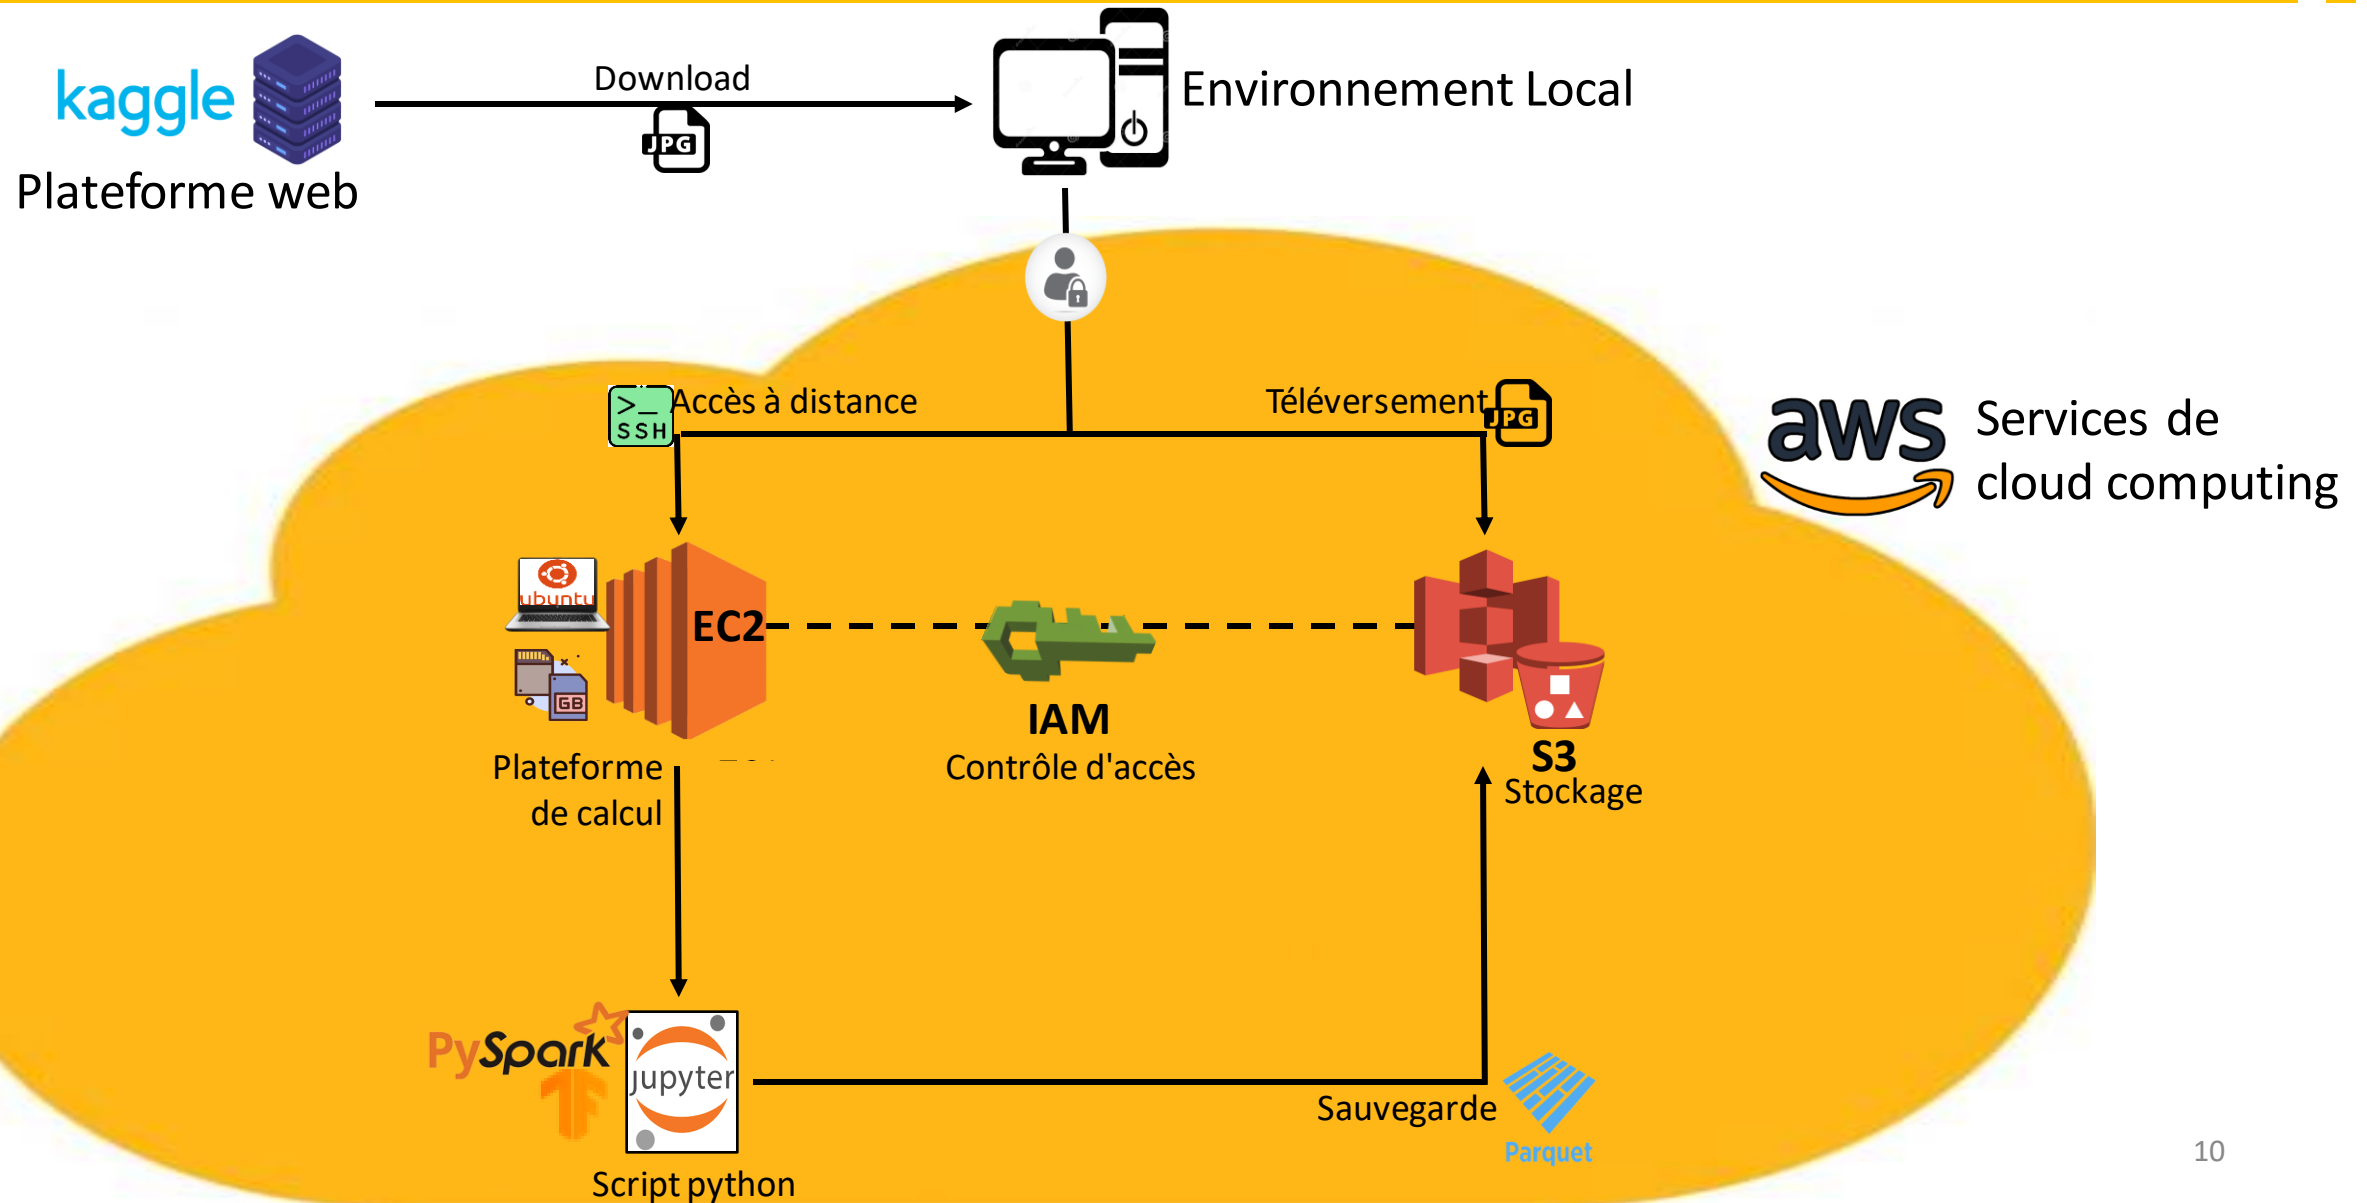 kaggle
Plateforme web
Download
JPG
Environnement Local
>_
SSH
Accès à distance
Téléversement
JPG
aws
Services de
cloud computing
ubuntu
GB
EC2
IAM
Contrôle d'accès
S3
Stockage
Plateforme
de calcul
PySpark
jupyter
Script python
Sauvegarde
Parquet
10